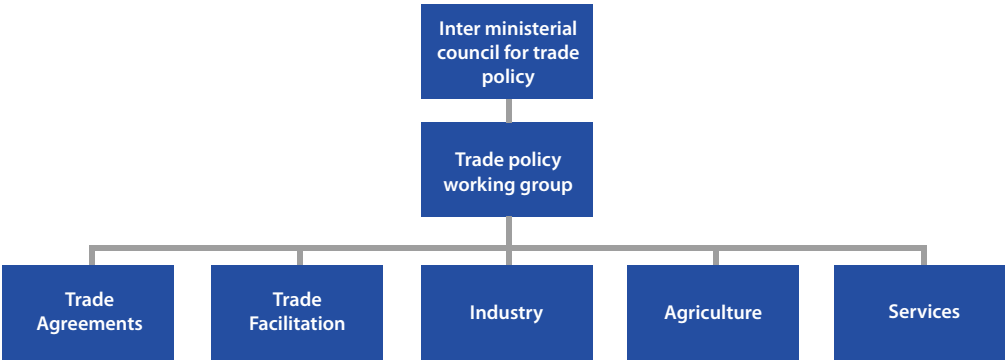 Inter ministerial
council for trade
policy
Trade policy
working group
Trade
Agreements
Trade
Facilitation
Industry
Agriculture
Services